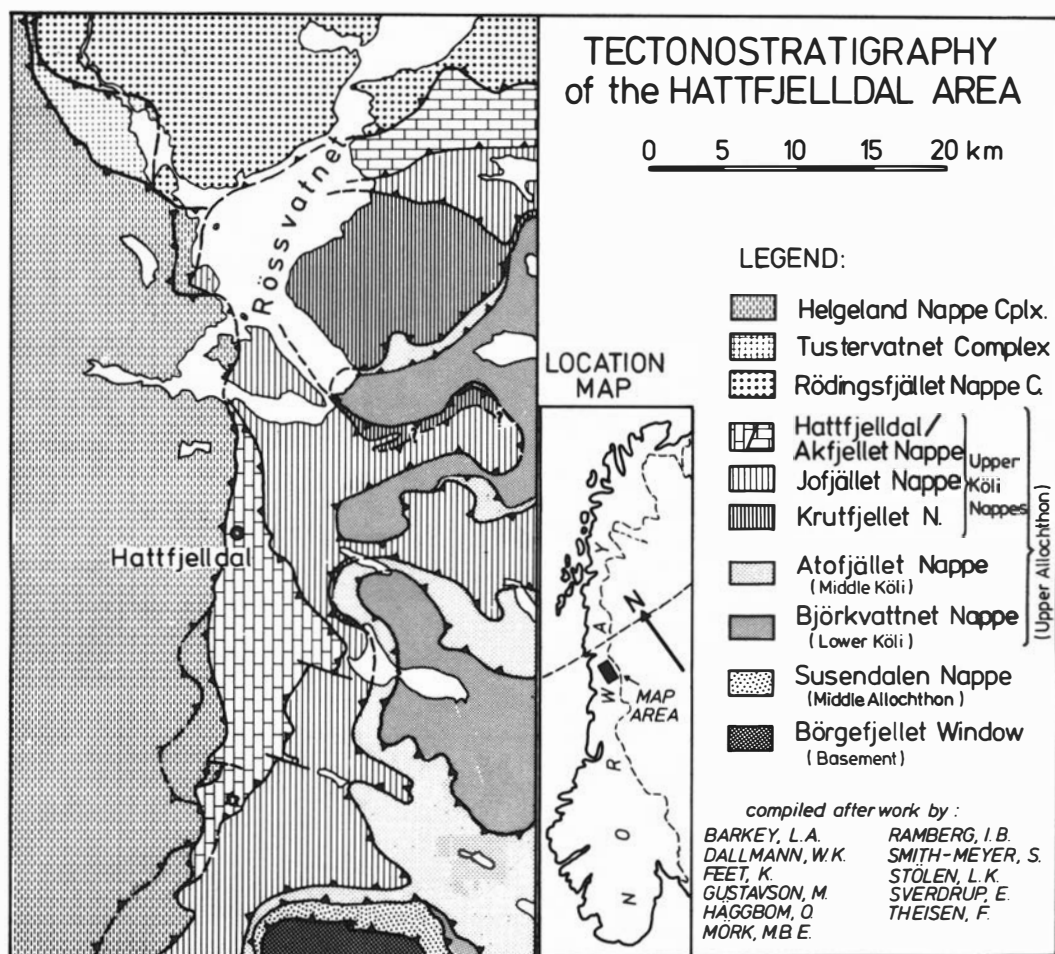 TECTONOSTRATIGRAPHY
of the HATTFJELLDAL AREA
0 5 10 15 20 km
LEGEND:
Helgeland Nappe Cplx.
Tustervatnet Complex
Rödingsfjället Nappe C.
Hattfjelldal/
Akfjellet Nappe
Jofjället Nappe
Krutfjellet N.
Upper
Köli
Nappes
Atofjället Nappe
(Middle Köli)
Björkvattnet Nappe
(Lower Köli)
(Upper Allochthon)
Susendalen Nappe
(Middle Allochthon)
Börgefjellet Window
(Basement)
compiled after work by:
BARKEY, L.A.
DALLMANN, W.K.
FEET, K.
GUSTAVSON, M.
HÄGGBOM, O.
MÖRK, M.B.E.
RAMBERG, I.B.
SMITH-MEYER, S.
STÖLEN, L.K.
SVERDRUP, E.
THEISEN, F.
LOCATION
MAP
N
MAP
AREA
NORWAY
Rössvatnet
Hattfjelldal